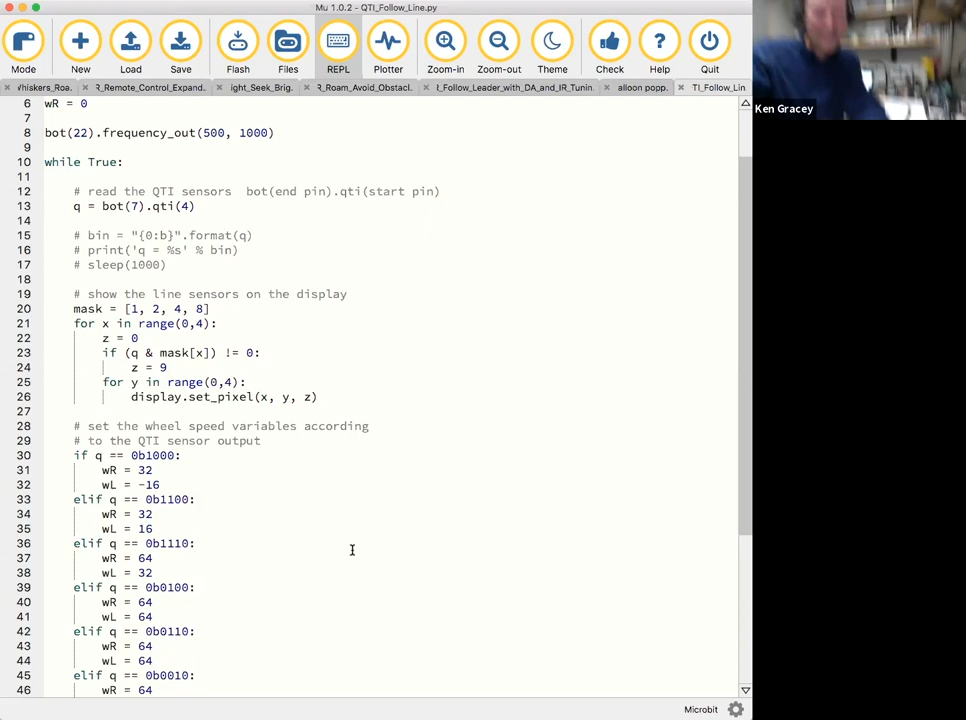 Mu 1.0.2 - QTI_Follow_Line.py
Mode New Load Save Flash Files REPL Plotter Zoom-in Zoom-out Theme Check Help Quit
Whiskers_Roa. R_Remote_Control_Expand.. ight_Seek_Brig. R_Roam_Avoid_Obstacl. R_Follow_Leader_with_DA_and_IR_Tunin. alloon popp. TI_Follow_Lin.
Ken Gracey
6 wR = 0
7
8 bot(22).frequency_out(500, 1000)
9
10 while True:
11
12 # read the QTI sensors  bot(end pin).qti(start pin)
13 q = bot(7).qti(4)
14
15 # bin = "{0:b}".format(q)
16 # print('q = %s' % bin)
17 # sleep(1000)
18
19 # show the line sensors on the display
20 mask = [1, 2, 4, 8]
21 for x in range(0,4):
22 z = 0
23 if (q & mask[x]) != 0:
24 z = 9
25 for y in range(0,4):
26 display.set_pixel(x, y, z)
27
28 # set the wheel speed variables according
29 # to the QTI sensor output
30 if q == 0b1000:
31 wR = 32
32 wL = -16
33 elif q == 0b1100:
34 wR = 32
35 wL = 16
36 elif q == 0b1110:
37 wR = 64
38 wL = 32
39 elif q == 0b0100:
40 wR = 64
41 wL = 64
42 elif q == 0b0110:
43 wR = 64
44 wL = 64
45 elif q == 0b0010:
46 wR = 64
Microbit